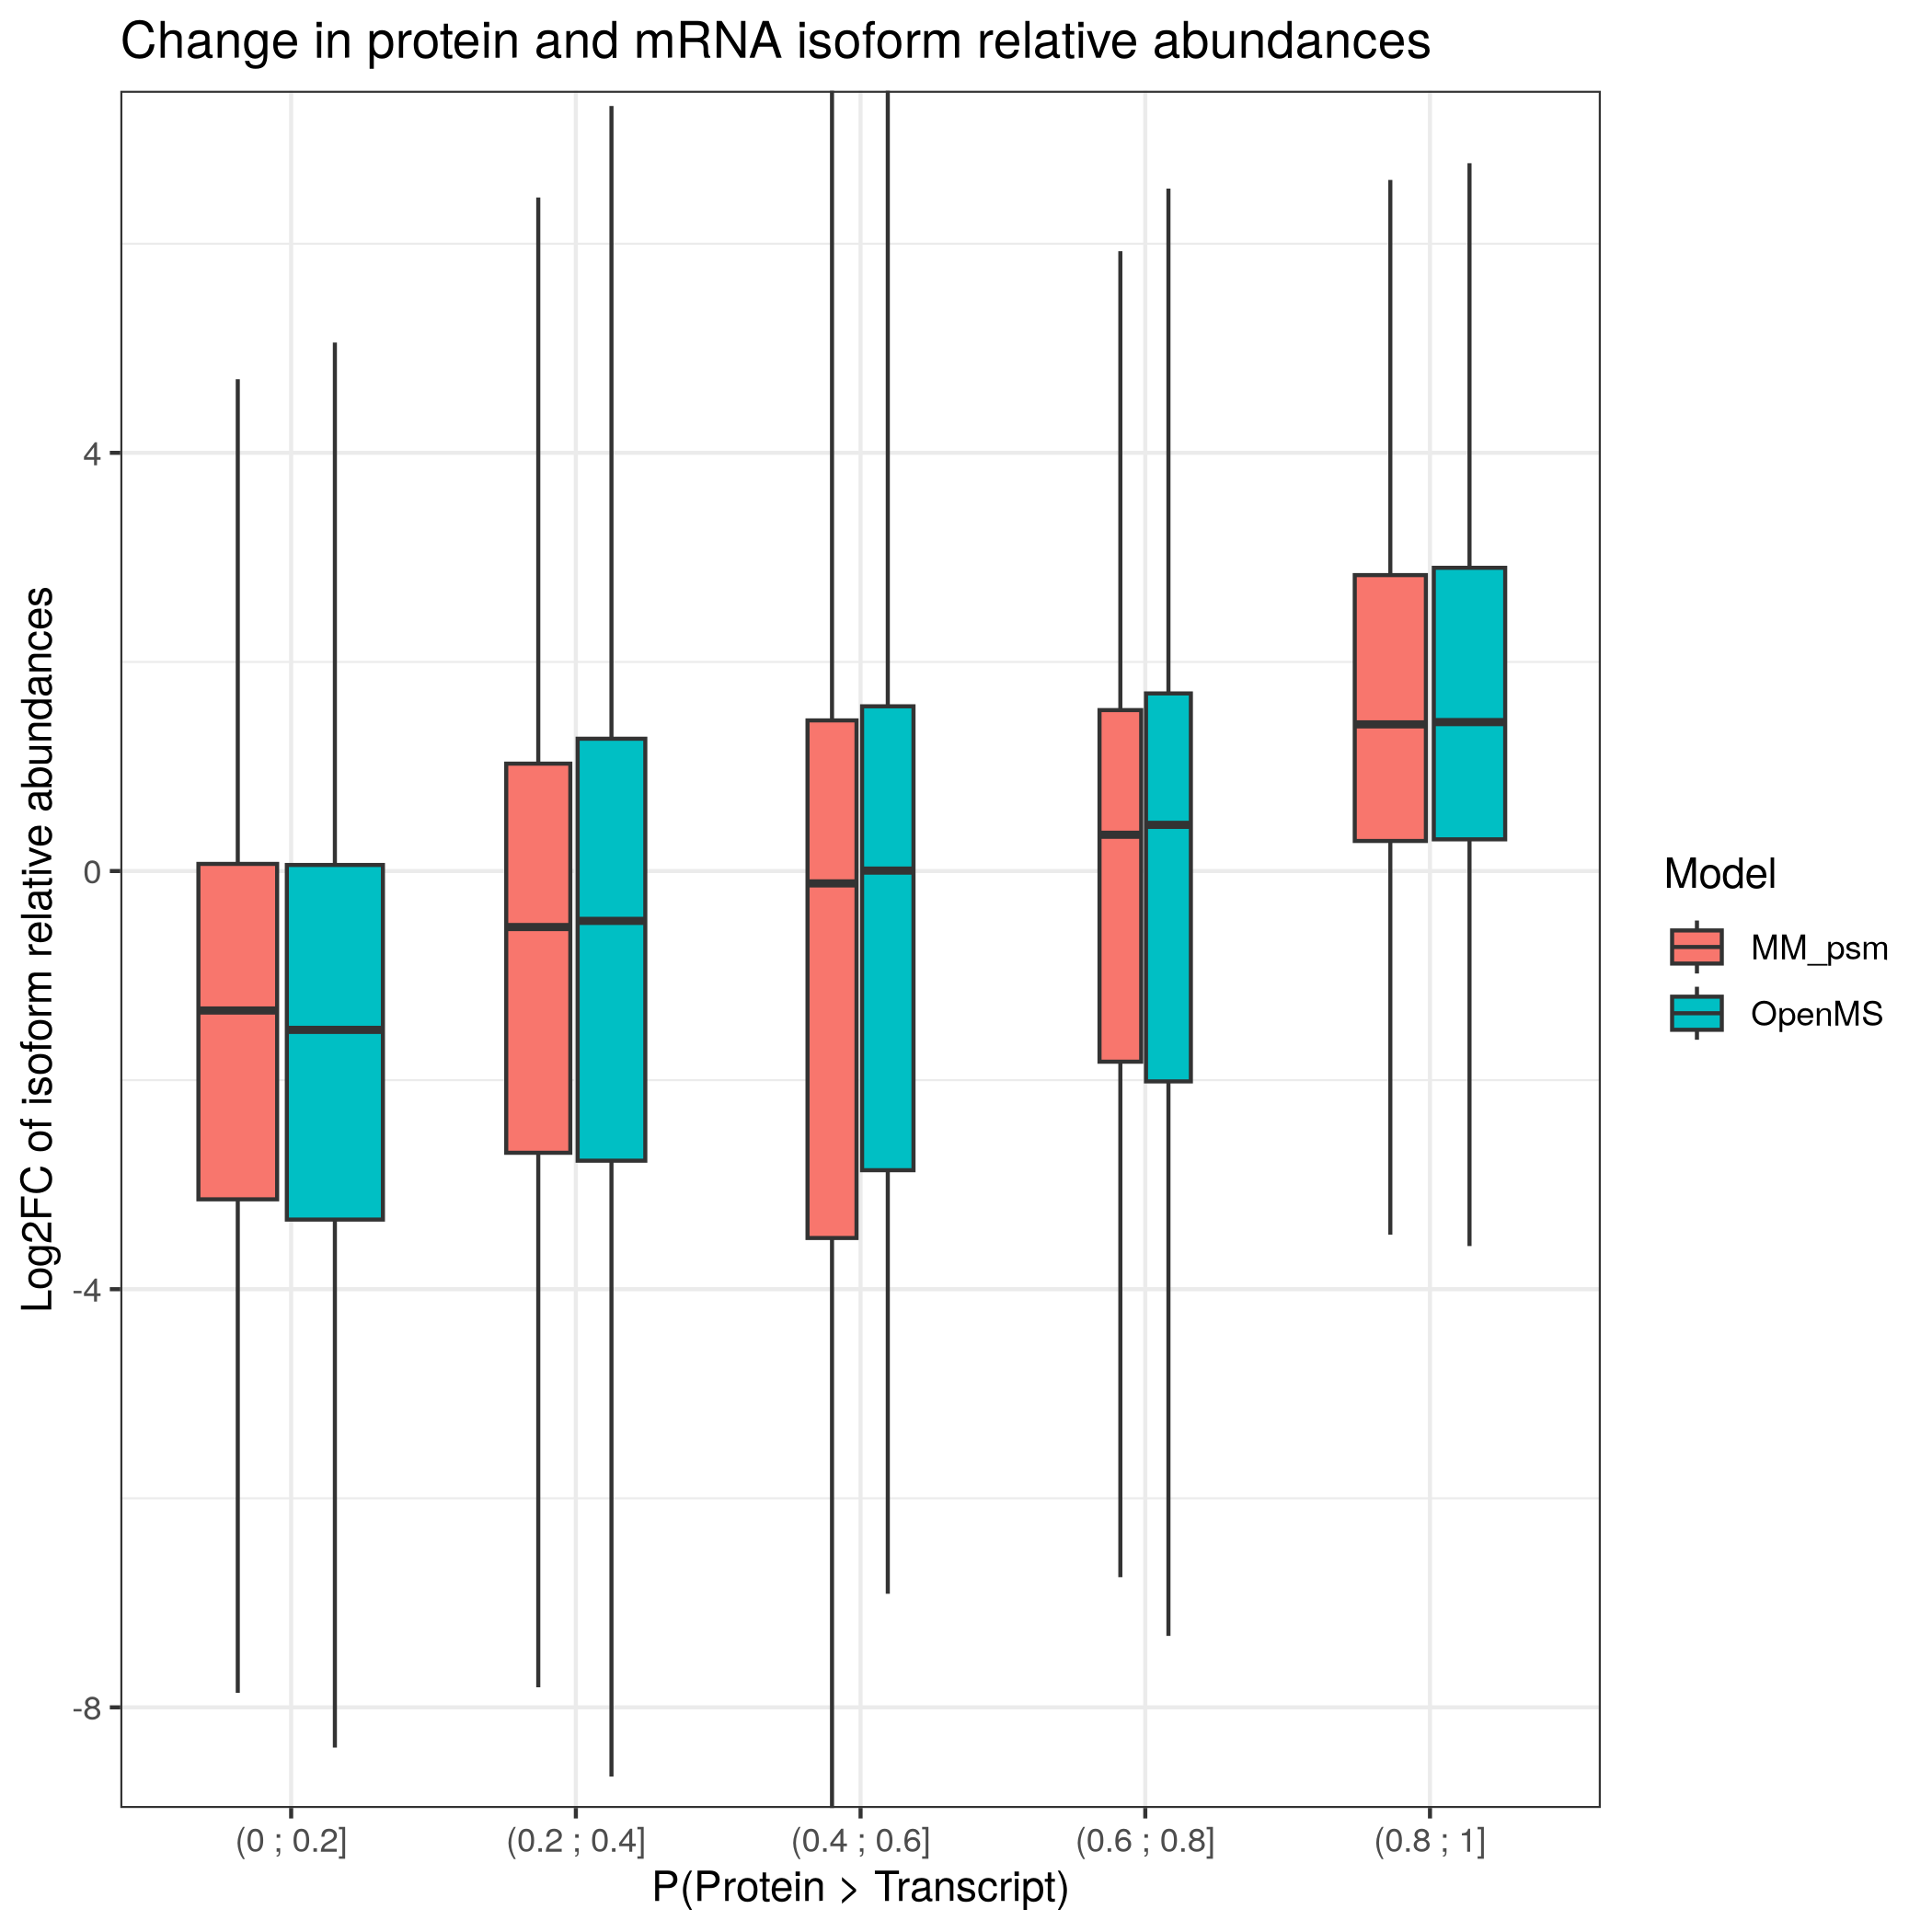 Change in protein and mRNA isoform relative abundances
Log2FC of isoform relative abundances
4
0
-4
-8
(0 ; 0.2]
(0.2 ; 0.4]
(0.4 ; 0.6]
(0.6 ; 0.8]
(0.8 ; 1]
P(Protein > Transcript)
Model
MM_psm
OpenMS